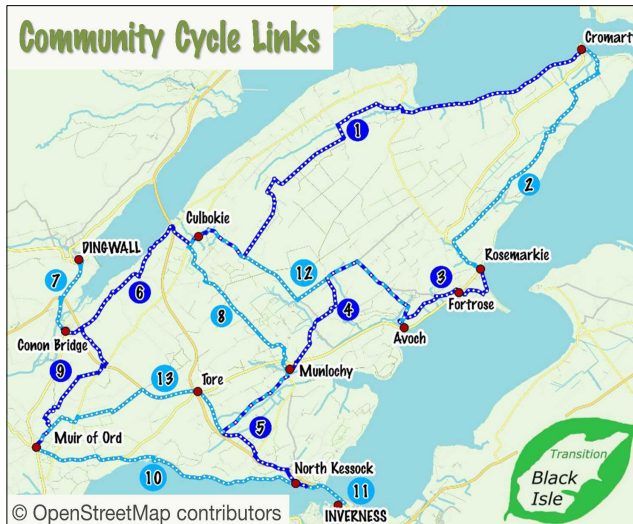 Community Cycle Links
Cromart
1
2
Culbokie
DINGWALL
Rosemarkie
12
7
6
3
Fortrose
4
8
Avoch
Conon Bridge
9
13
Tore
Munlochy
5
Muir of Ord
10
North Kessock
11
INVERNESS
Transition
Black
Isle
© OpenStreetMap contributors